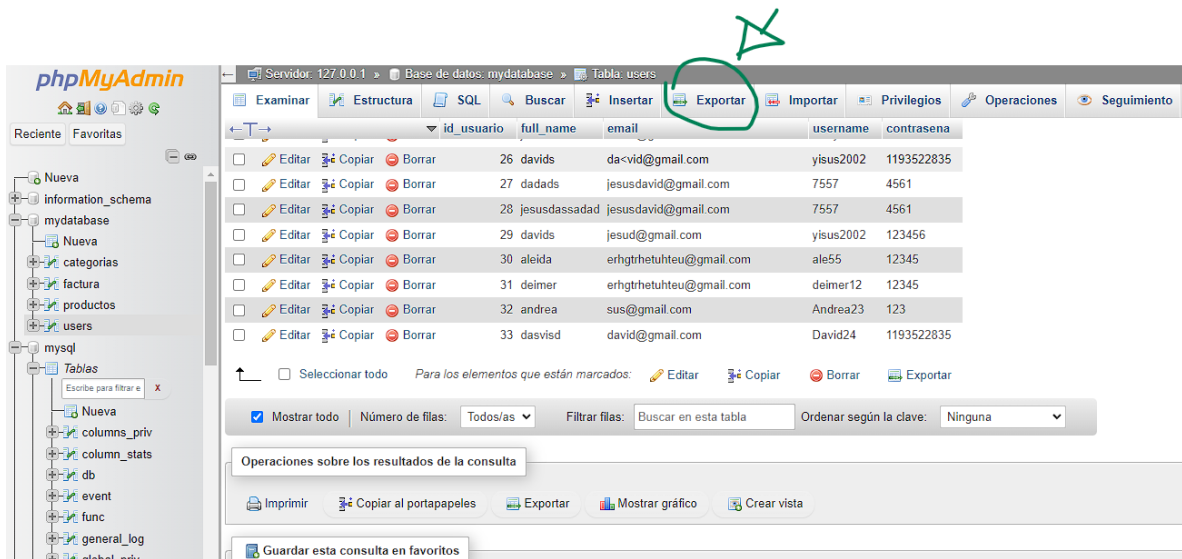 phpMyAdmin
Reciente Favoritas
Nueva
information_schema
mydatabase
Nueva
categorias
factura
productos
users
mysql
Tablas
Escribe para filtrar e X
Nueva
columns_priv
column_stats
db
event
func
general_log
global_priv
Servidor: 127.0.0.1 » Base de datos: mydatabase » Tabla: users
Examinar Estructura SQL Buscar Insertar Exportar Importar Privilegios Operaciones Seguimiento
←T→ id_usuario full_name email username contrasena
Editar Copiar Borrar 26 davids da<vid@gmail.com yisus2002 1193522835
Editar Copiar Borrar 27 dadads jesusdavid@gmail.com 7557 4561
Editar Copiar Borrar 28 jesusdassadad jesusdavid@gmail.com 7557 4561
Editar Copiar Borrar 29 davids jesud@gmail.com yisus2002 123456
Editar Copiar Borrar 30 aleida erhgtrhetuhteu@gmail.com ale55 12345
Editar Copiar Borrar 31 deimer erhgtrhetuhteu@gmail.com deimer12 12345
Editar Copiar Borrar 32 andrea sus@gmail.com Andrea23 123
Editar Copiar Borrar 33 dasvisd david@gmail.com David24 1193522835
Seleccionar todo Para los elementos que están marcados: Editar Copiar Borrar Exportar
Mostrar todo Número de filas: Todos/as Filtrar filas: Buscar en esta tabla Ordenar según la clave: Ninguna
Operaciones sobre los resultados de la consulta
Imprimir Copiar al portapapeles Exportar Mostrar gráfico Crear vista
Guardar esta consulta en favoritos